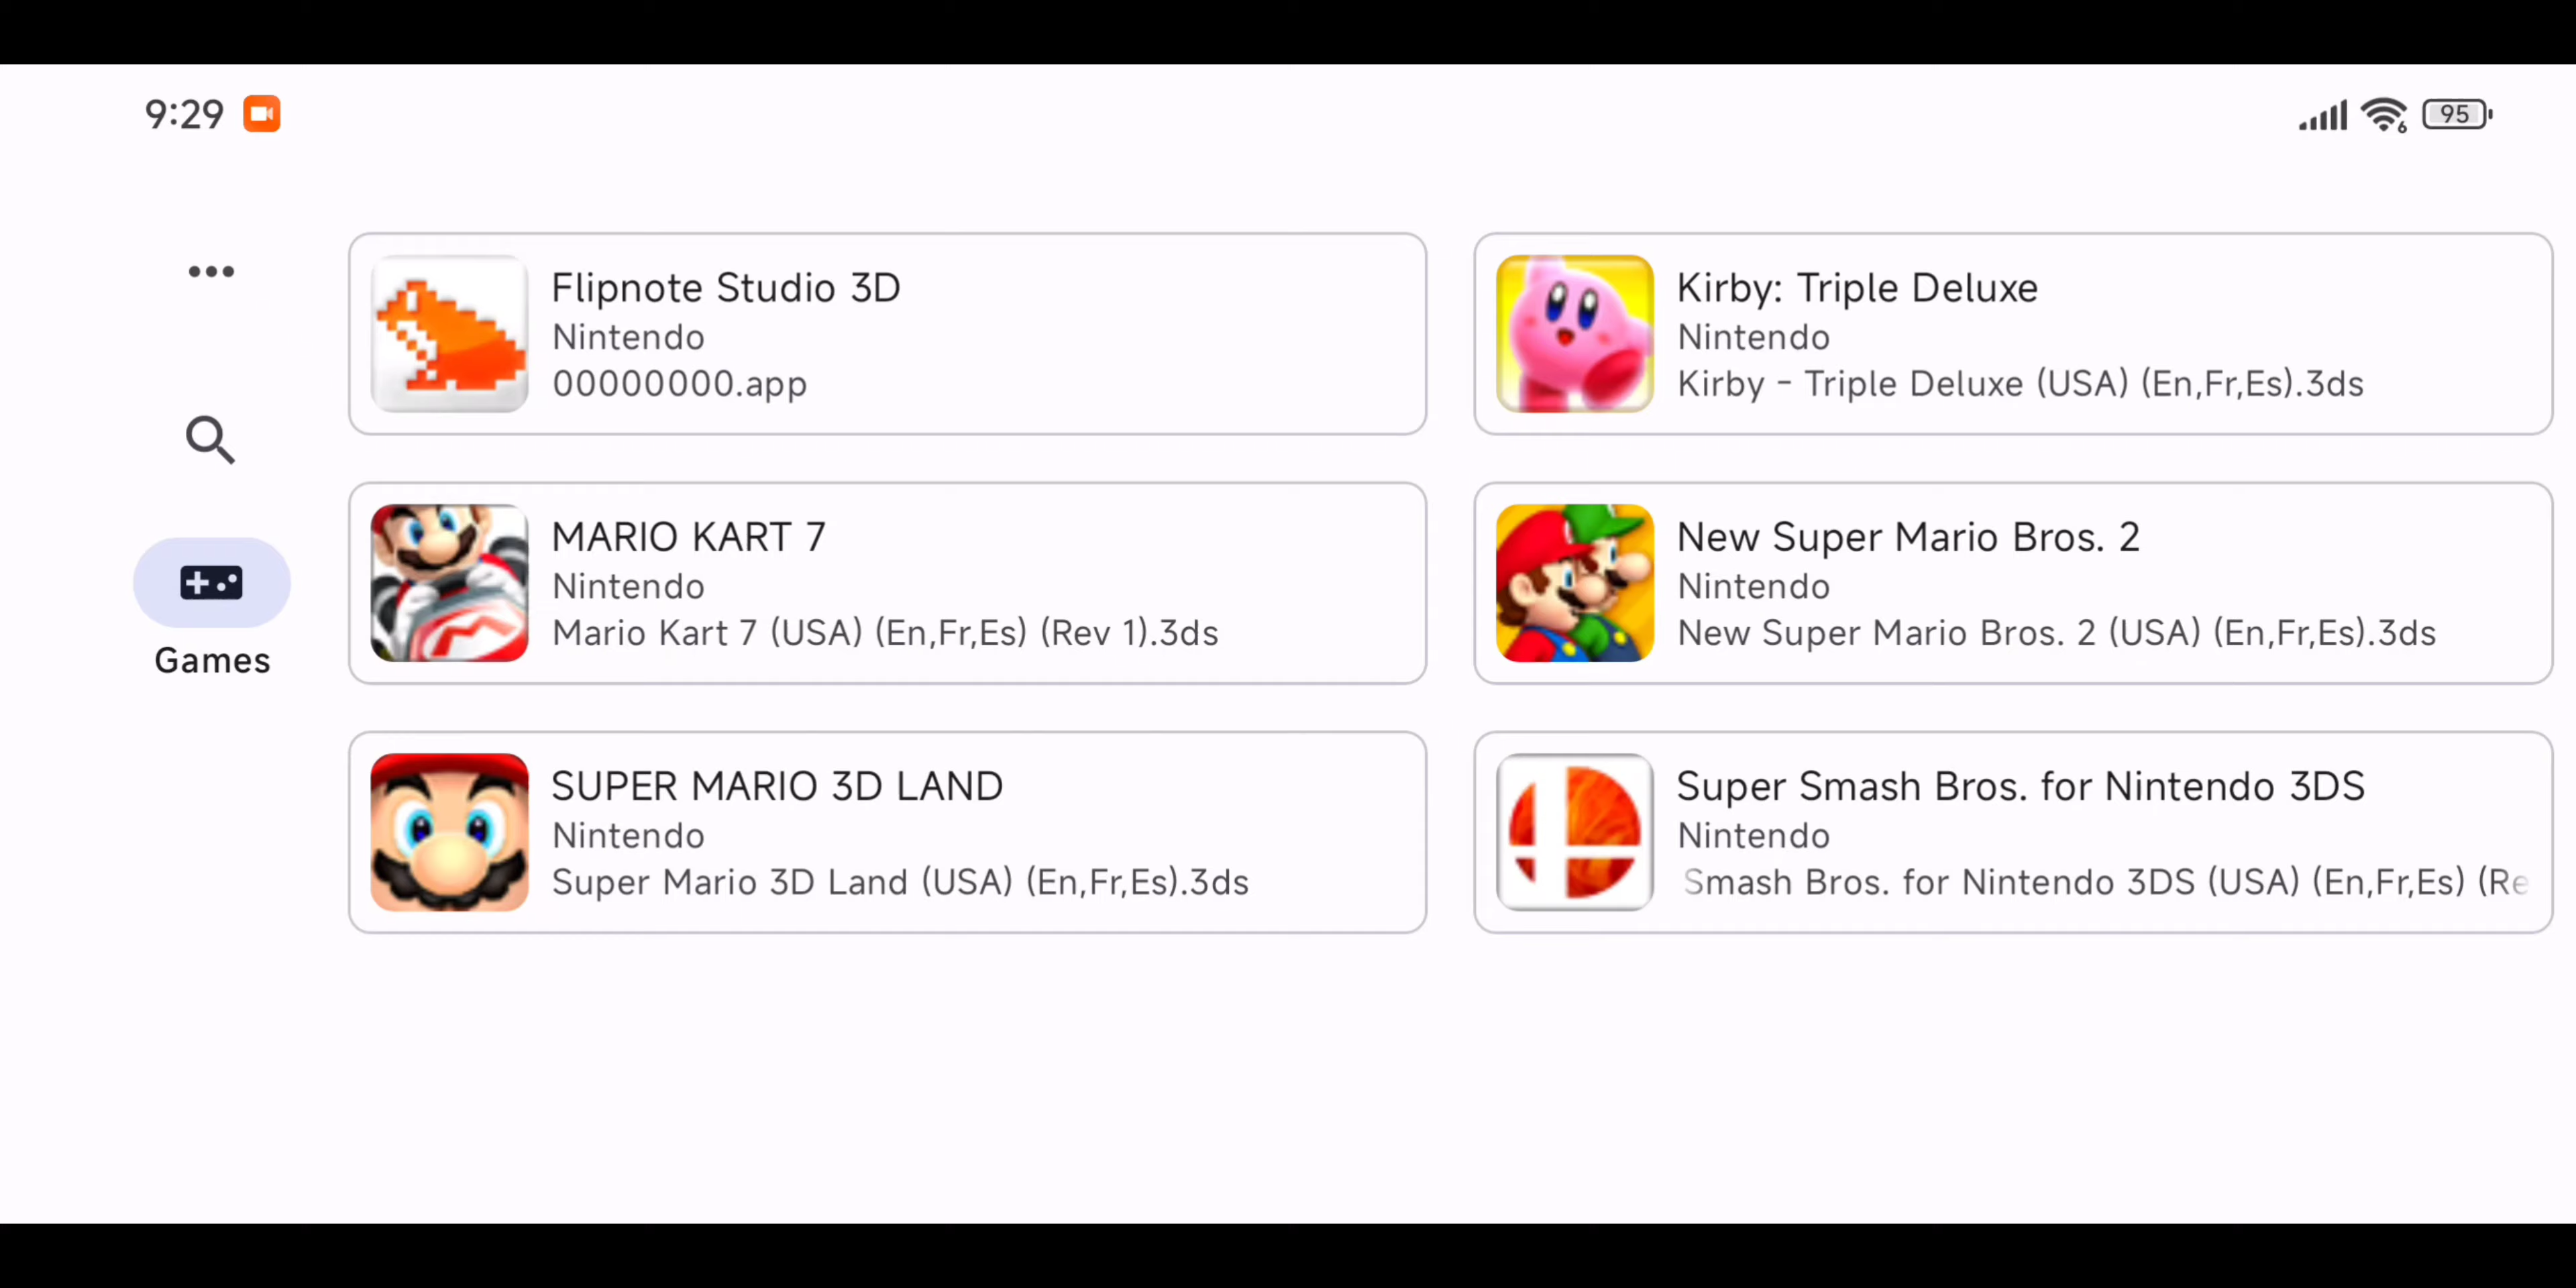 9:29
95
Flipnote Studio 3D
Nintendo
00000000.app
Kirby: Triple Deluxe
Nintendo
Kirby - Triple Deluxe (USA) (En,Fr,Es).3ds
MARIO KART 7
Nintendo
Mario Kart 7 (USA) (En,Fr,Es) (Rev 1).3ds
New Super Mario Bros. 2
Nintendo
New Super Mario Bros. 2 (USA) (En,Fr,Es).3ds
Games
SUPER MARIO 3D LAND
Nintendo
Super Mario 3D Land (USA) (En,Fr,Es).3ds
Super Smash Bros. for Nintendo 3DS
Nintendo
Smash Bros. for Nintendo 3DS (USA) (En,Fr,Es) (Re